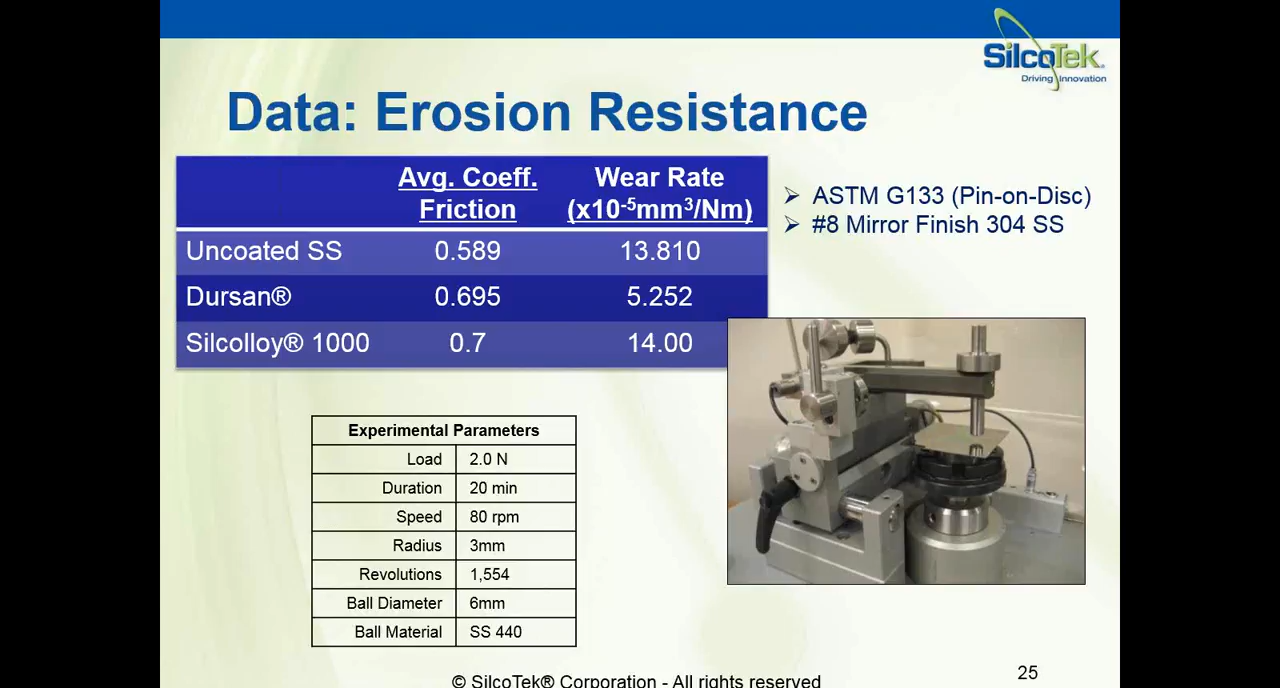 SilcoTek®
Driving Innovation
Data: Erosion Resistance
Avg. Coeff. Friction Wear Rate (x10-5mm3/Nm)
Uncoated SS 0.589 13.810
Dursan® 0.695 5.252
Silcolloy® 1000 0.7 14.00
ASTM G133 (Pin-on-Disc)
#8 Mirror Finish 304 SS
Experimental Parameters
Load 2.0 N
Duration 20 min
Speed 80 rpm
Radius 3mm
Revolutions 1,554
Ball Diameter 6mm
Ball Material SS 440
© SilcoTek® Corporation - All rights reserved
25